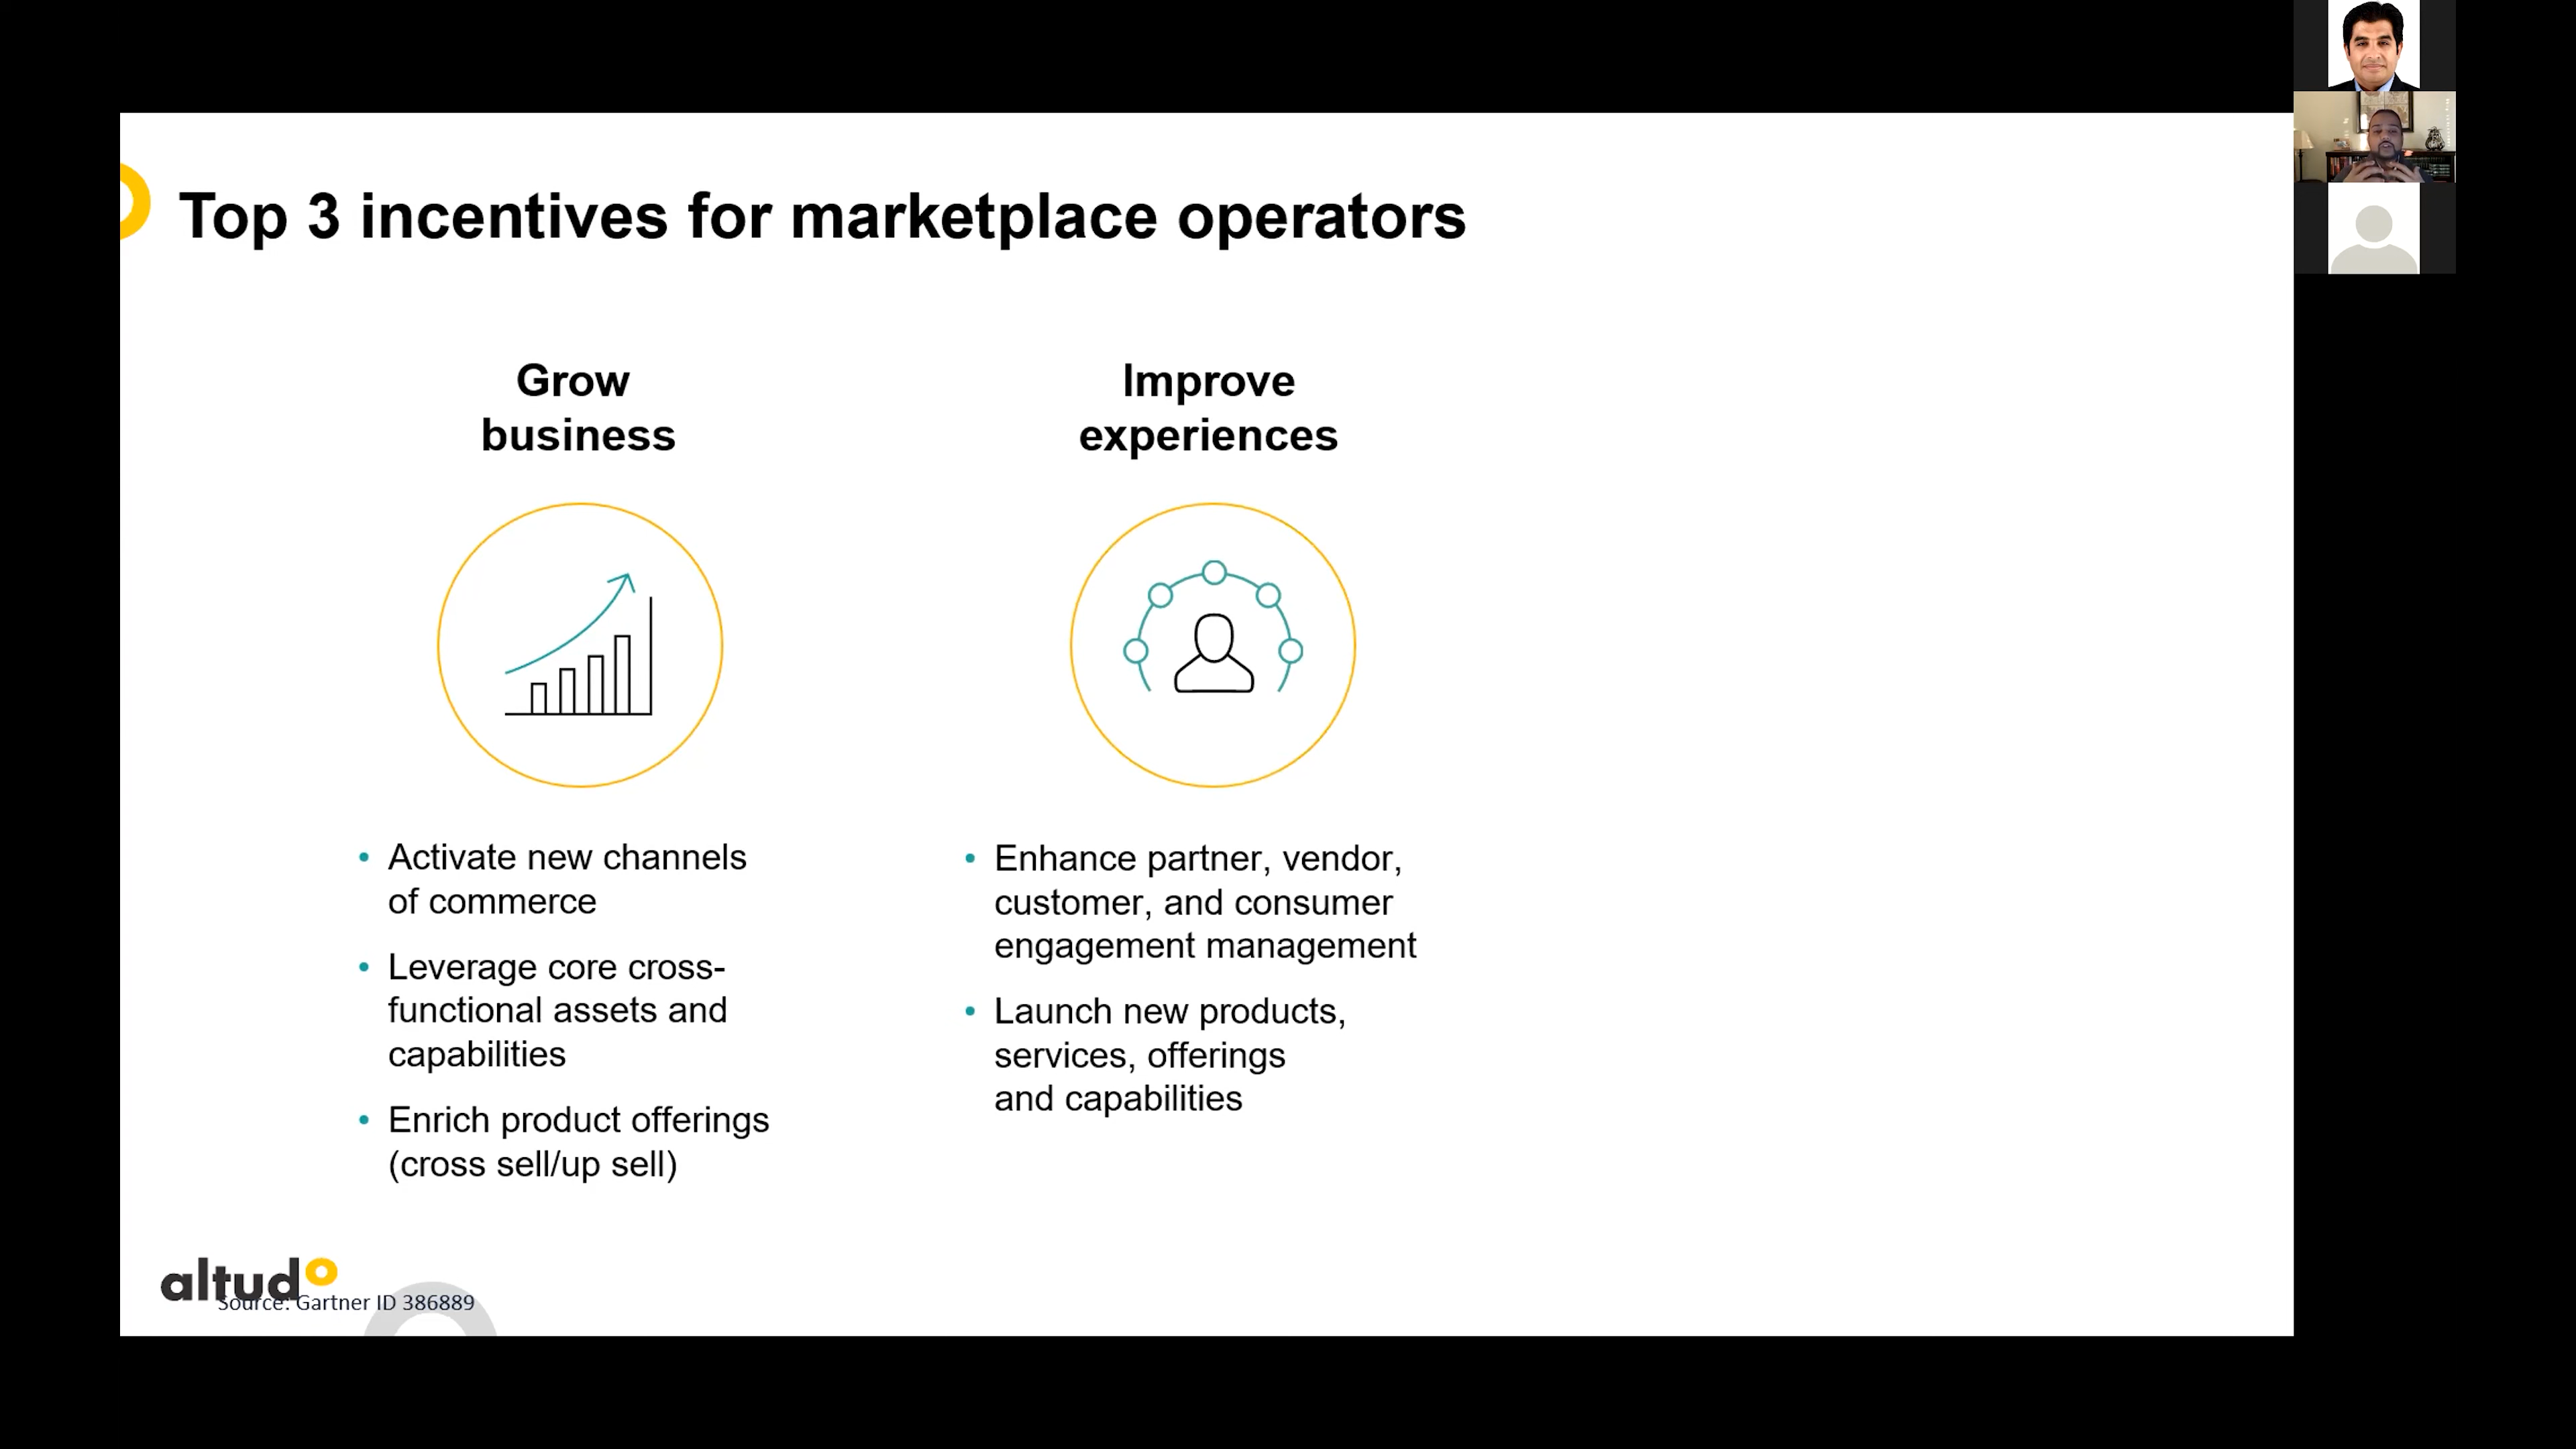 Top 3 incentives for marketplace operators
Grow
business
• Activate new channels
of commerce
• Leverage core cross-
functional assets and
capabilities
• Enrich product offerings
(cross sell/up sell)
Improve
experiences
• Enhance partner, vendor,
customer, and consumer
engagement management
• Launch new products,
services, offerings
and capabilities
altudo
Source: Gartner ID 386889